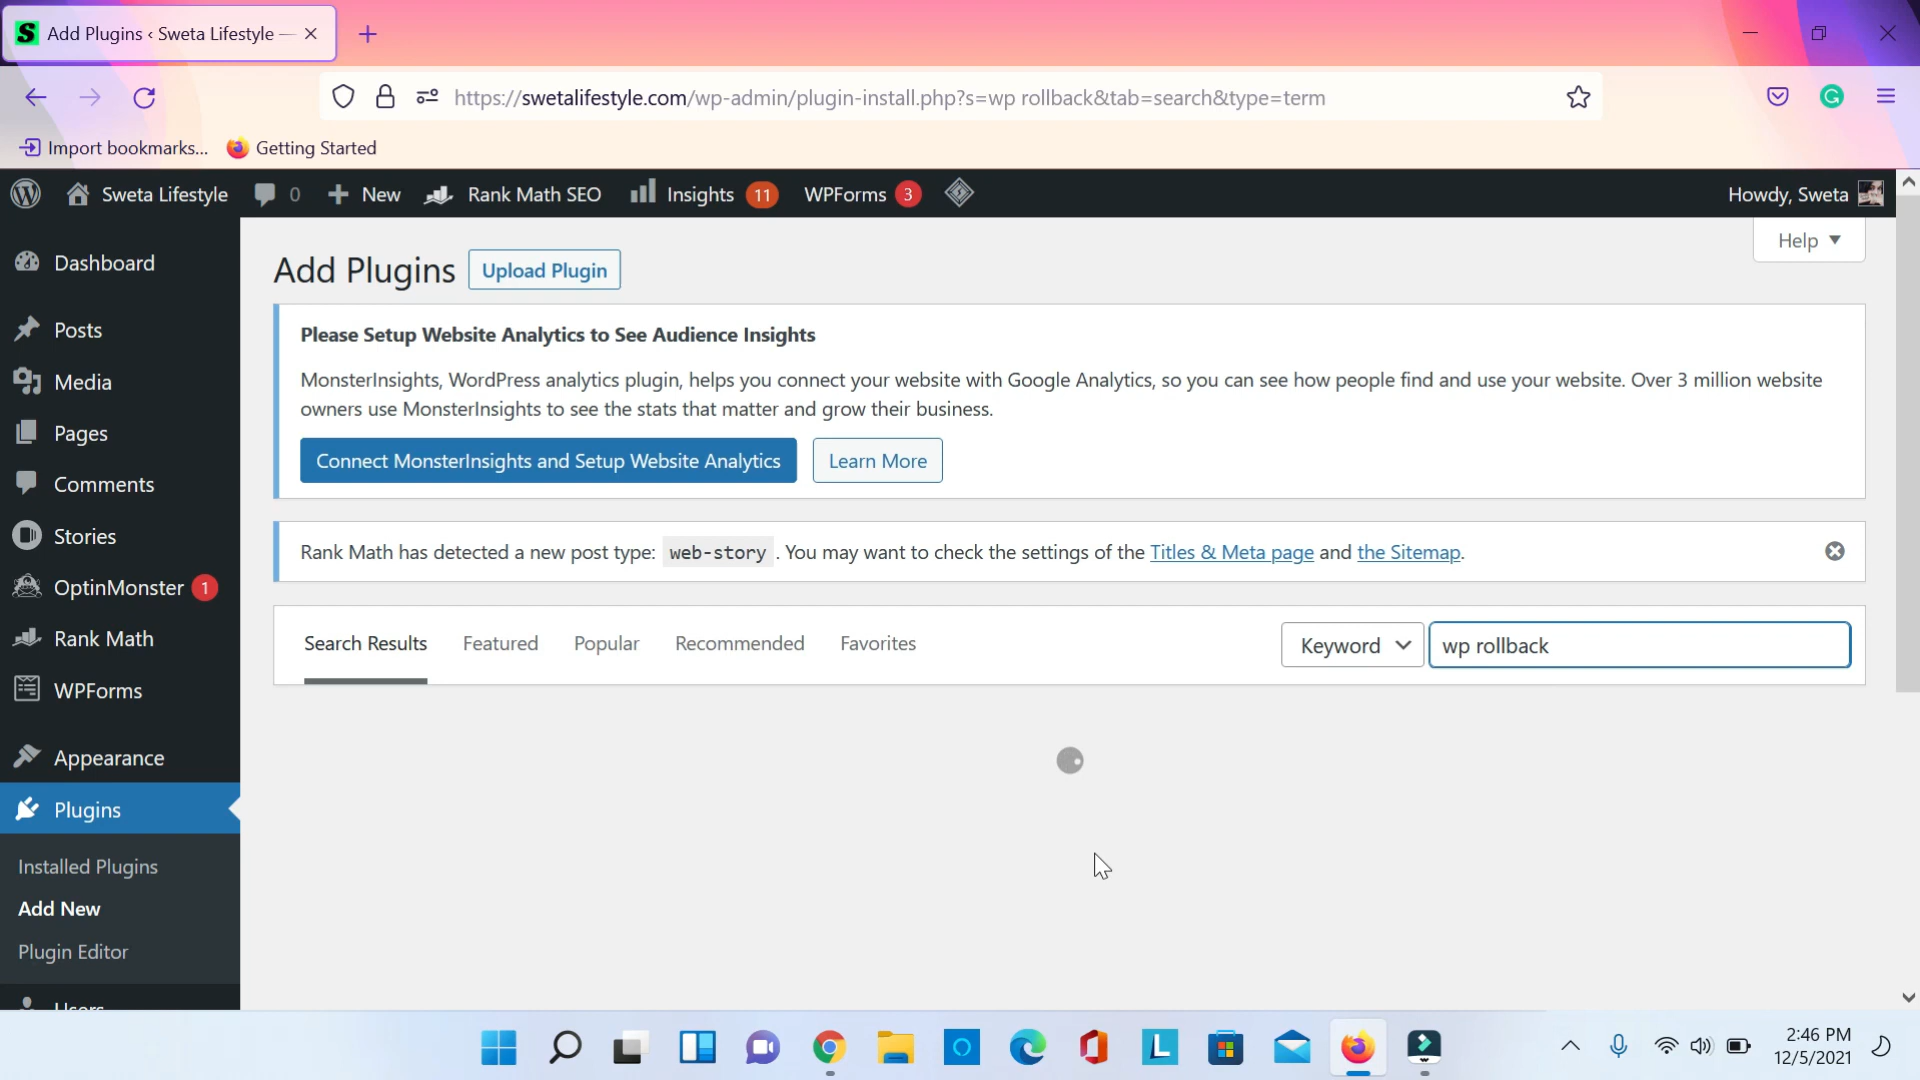 Add Plugins ‹ Sweta Lifestyle —
https://swetalifestyle.com/wp-admin/plugin-install.php?s=wp rollback&tab=search&type=term
Import bookmarks...
Getting Started
Sweta Lifestyle
0
New
Rank Math SEO
Insights
11
WPForms
3
Howdy, Sweta
Help
Dashboard
Posts
Media
Pages
Comments
Stories
OptinMonster
1
Rank Math
WPForms
Appearance
Plugins
Installed Plugins
Add New
Plugin Editor
Users
Add Plugins
Upload Plugin
Please Setup Website Analytics to See Audience Insights
MonsterInsights, WordPress analytics plugin, helps you connect your website with Google Analytics, so you can see how people find and use your website. Over 3 million website
owners use MonsterInsights to see the stats that matter and grow their business.
Connect MonsterInsights and Setup Website Analytics
Learn More
Rank Math has detected a new post type: web-story . You may want to check the settings of the Titles & Meta page and the Sitemap.
Search Results
Featured
Popular
Recommended
Favorites
Keyword
wp rollback
2:46 PM
12/5/2021